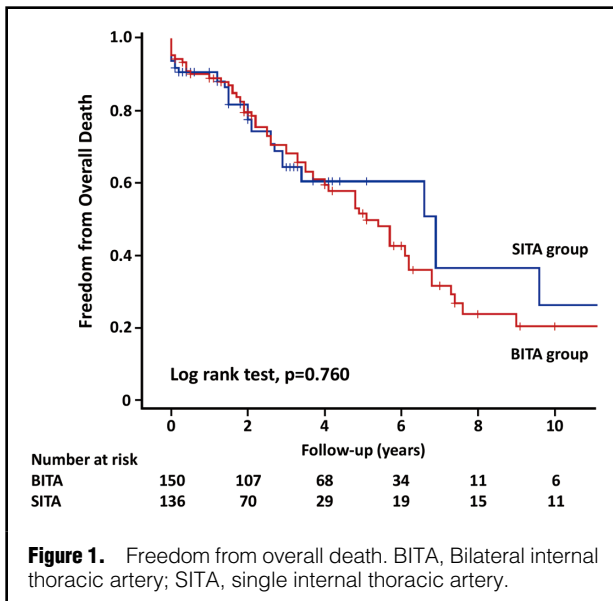 1.0
0.8
0.6
0.4
0.2
0
Freedom from Overall Death
SITA group
BITA group
Log rank test, p=0.760
0 2 4 6 8 10
Follow-up (years)
Number at risk
BITA 150 107 68 34 11 6
SITA 136 70 29 19 15 11
Figure 1. Freedom from overall death. BITA, Bilateral internal
thoracic artery; SITA, single internal thoracic artery.